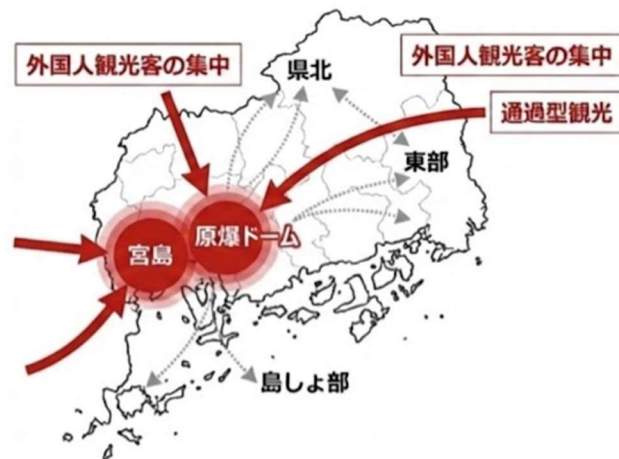 外国人観光客の集中
県北
外国人観光客の集中
通過型観光
東部
宮島
原爆ドーム
島しょ部